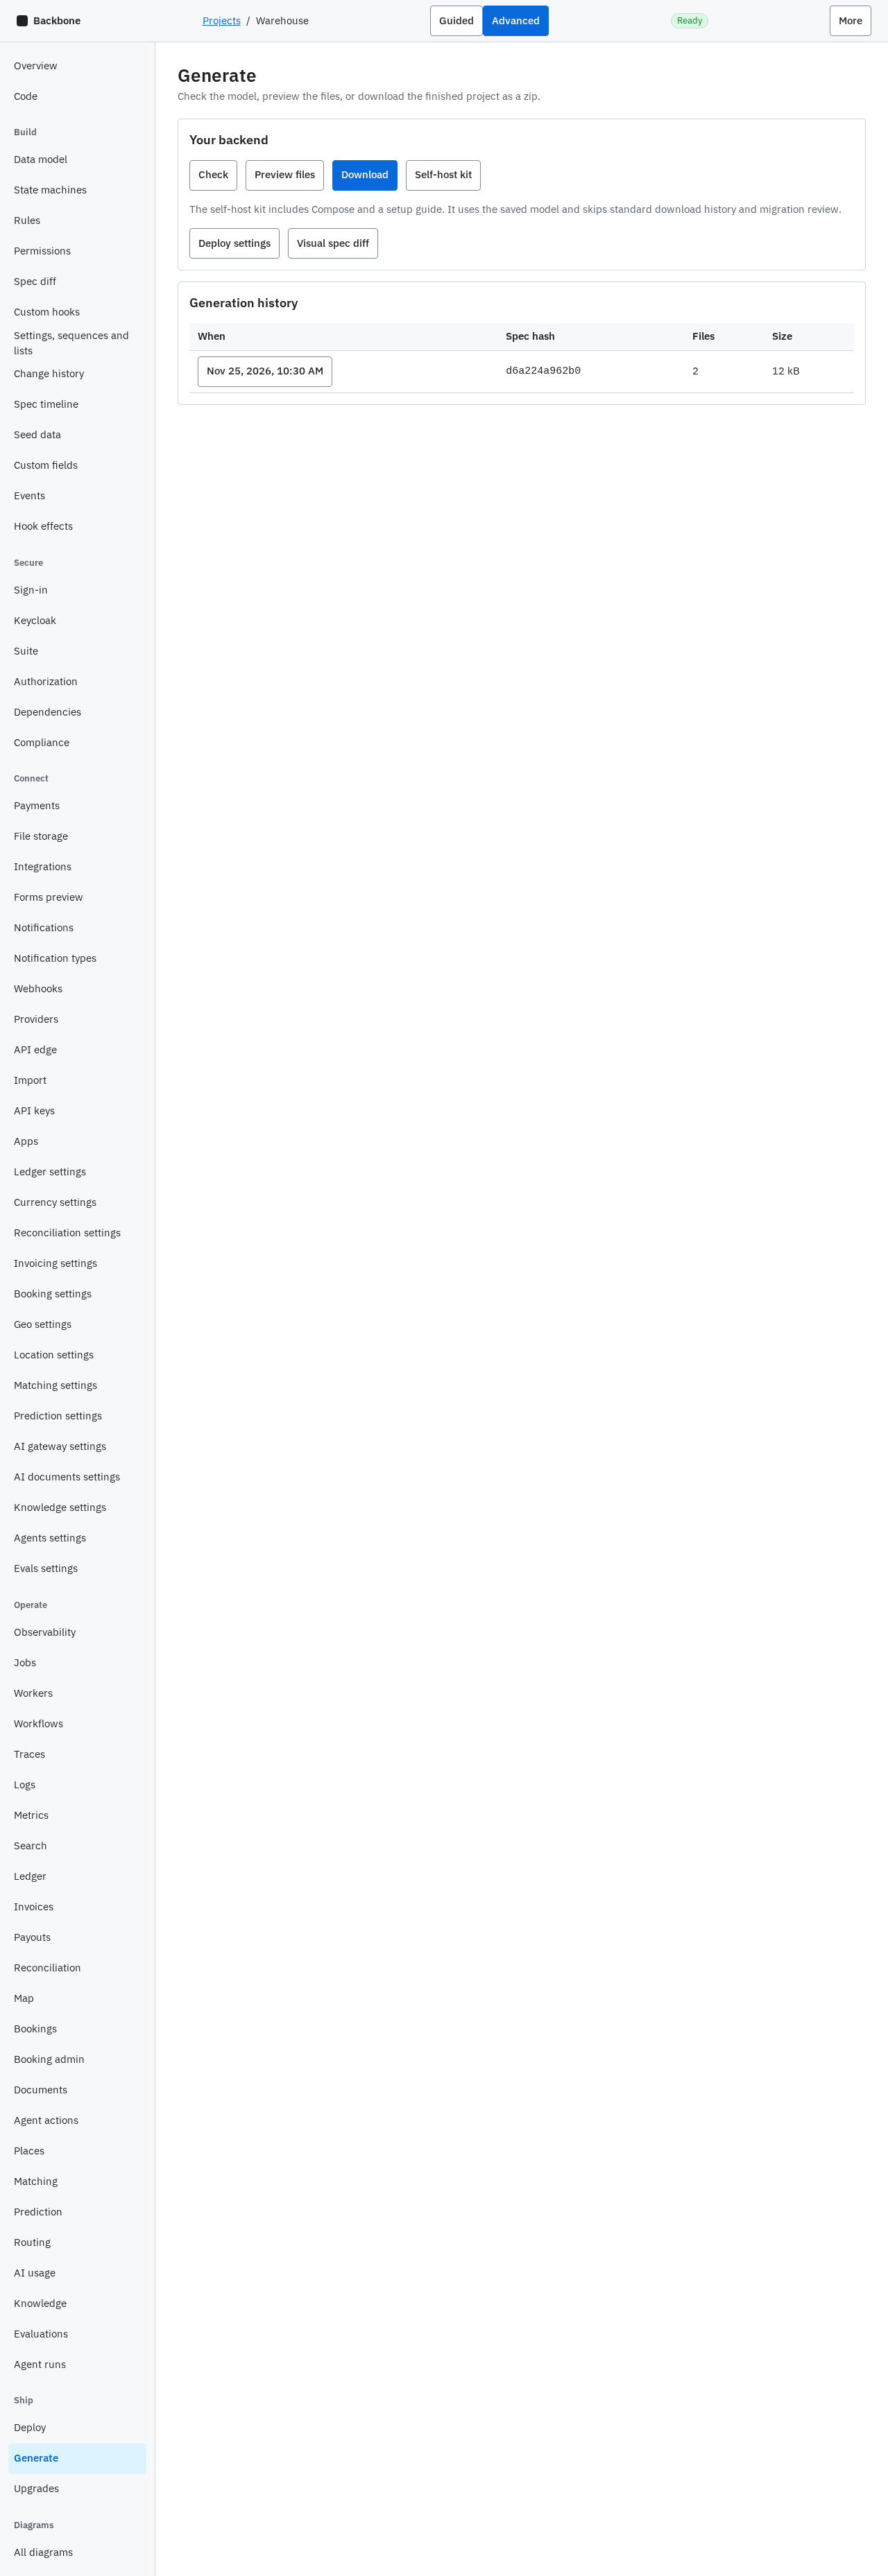 Backbone
Projects / Warehouse
Guided
Advanced
Ready
More
Overview
Code
Build
Data model
State machines
Rules
Permissions
Spec diff
Custom hooks
Settings, sequences and
lists
Change history
Spec timeline
Seed data
Custom fields
Events
Hook effects
Secure
Sign-in
Keycloak
Suite
Authorization
Dependencies
Compliance
Connect
Payments
File storage
Integrations
Forms preview
Notifications
Notification types
Webhooks
Providers
API edge
Import
API keys
Apps
Ledger settings
Currency settings
Reconciliation settings
Invoicing settings
Booking settings
Geo settings
Location settings
Matching settings
Prediction settings
AI gateway settings
AI documents settings
Knowledge settings
Agents settings
Evals settings
Operate
Observability
Jobs
Workers
Workflows
Traces
Logs
Metrics
Search
Ledger
Invoices
Payouts
Reconciliation
Map
Bookings
Booking admin
Documents
Agent actions
Places
Matching
Prediction
Routing
AI usage
Knowledge
Evaluations
Agent runs
Ship
Deploy
Generate
Upgrades
Diagrams
All diagrams
Generate
Check the model, preview the files, or download the finished project as a zip.
Your backend
Check
Preview files
Download
Self-host kit
The self-host kit includes Compose and a setup guide. It uses the saved model and skips standard download history and migration review.
Deploy settings
Visual spec diff
Generation history
When Spec hash Files Size
Nov 25, 2026, 10:30 AM d6a224a962b0 2 12 kB